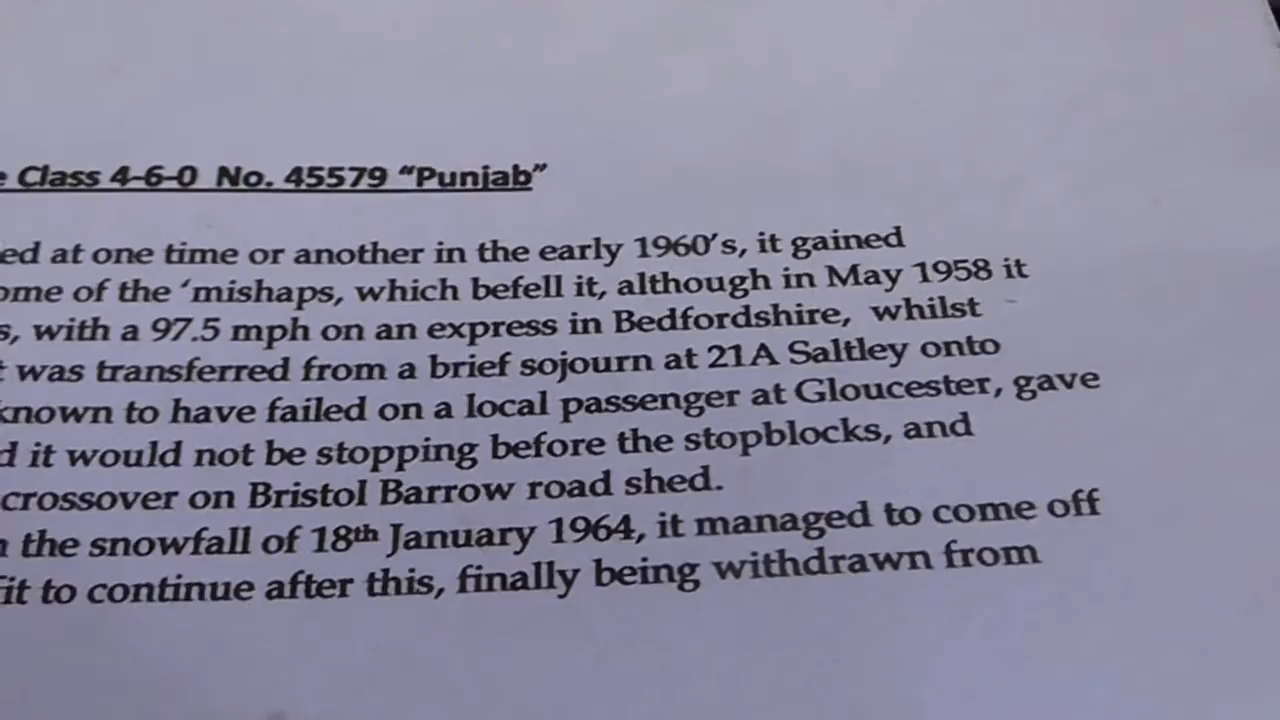 Class 4-6-0 No. 45579 “Punjab”
ed at one time or another in the early 1960's, it gained
ome of the ‘mishaps, which befell it, although in May 1958 it
s, with a 97.5 mph on an express in Bedfordshire, whilst
was transferred from a brief sojourn at 21A Saltley onto
known to have failed on a local passenger at Gloucester, gave
d it would not be stopping before the stopblocks, and
crossover on Bristol Barrow road shed.
the snowfall of 18th January 1964, it managed to come off
fit to continue after this, finally being withdrawn from